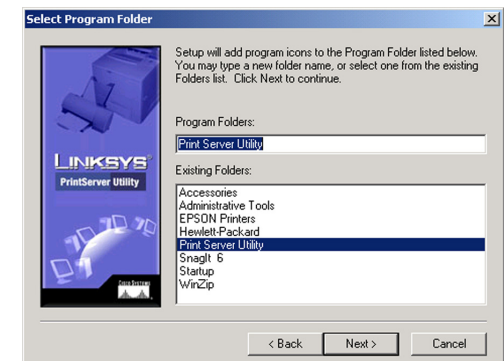 Select Program Folder
Setup will add program icons to the Program Folder listed below.
You may type a new folder name, or select one from the existing
Folders list. Click Next to continue.
Program Folders:
Print Server Utility
LINKSYS®
PrintServer Utility
Existing Folders:
Accessories
Administrative Tools
EPSON Printers
Hewlett-Packard
Print Server Utility
SnagIt 6
Startup
WinZip
CISCO SYSTEMS
< Back
Next >
Cancel